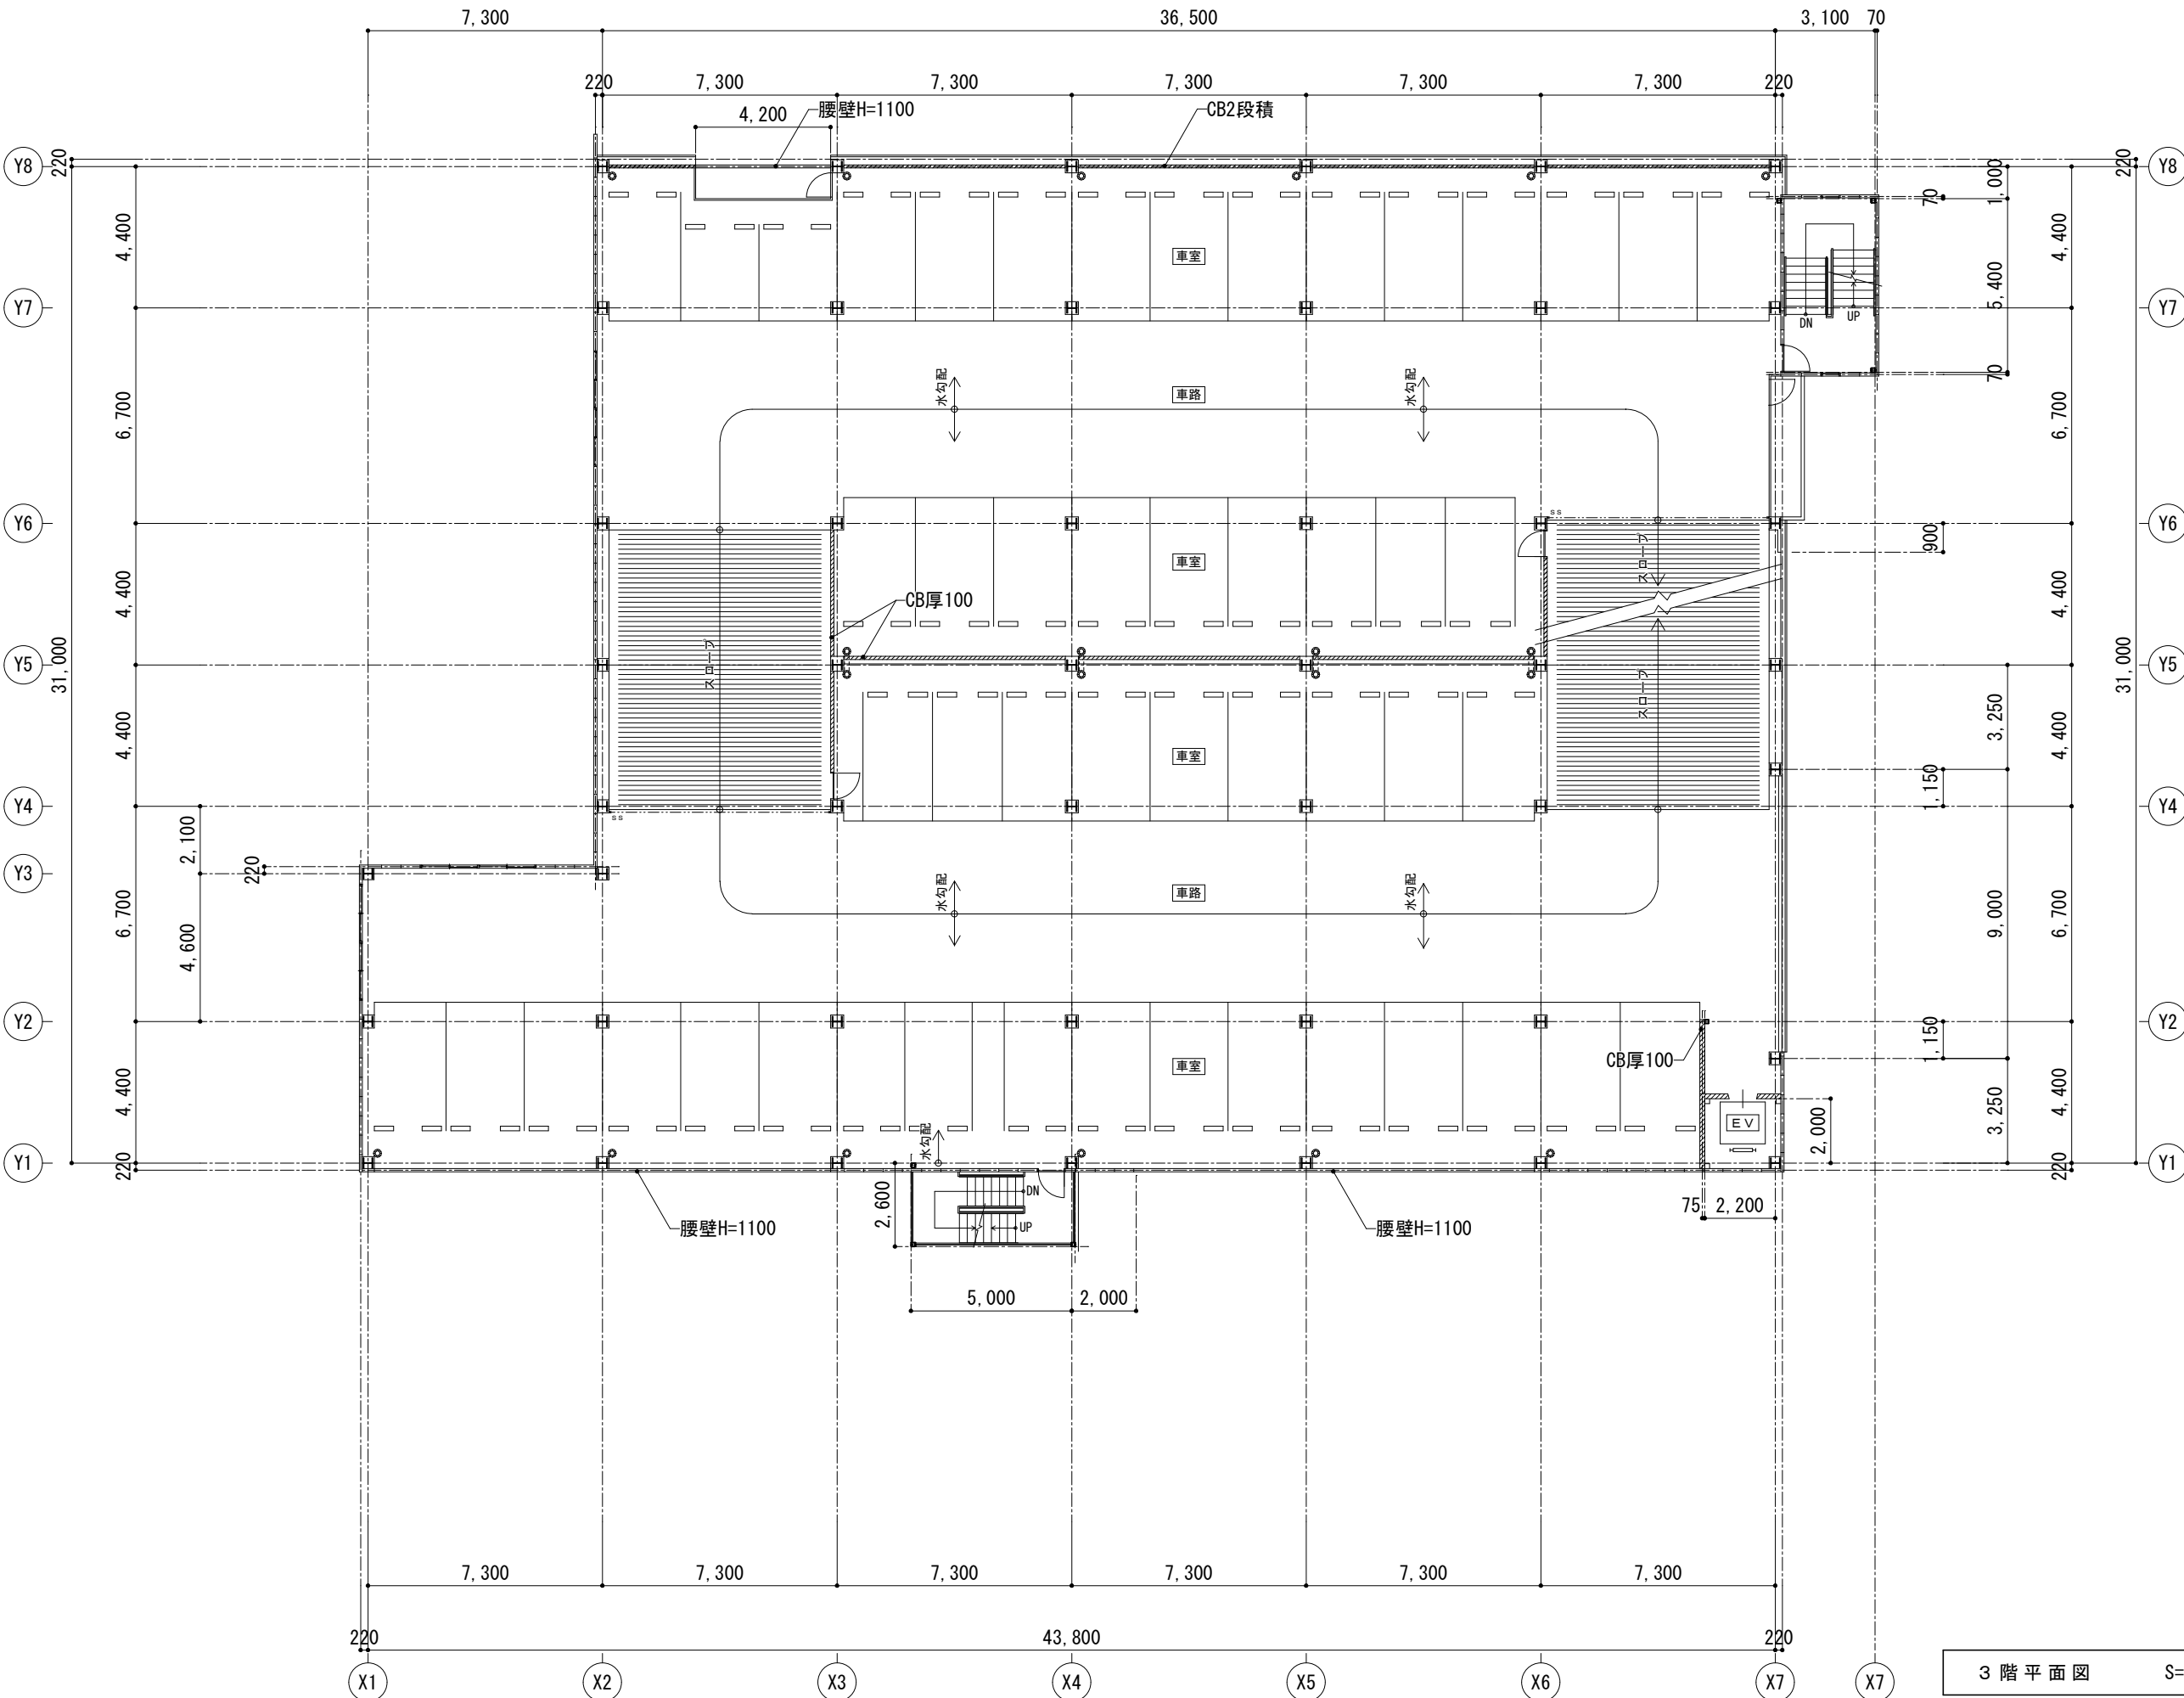 7,300 36,500 3,100 70
220 7,300 7,300 7,300 7,300 7,300 220
4,200 腰壁H=1100 CB2段積
Y8 220 Y8 220
1,000
70
4,400 車室 4,400
5,400
Y7 DN UP Y7
70
水勾配 車路 水勾配
6,700 6,700
Y6 SS Y6
900
スロープ
車室
4,400 CB厚100 4,400
31,000 スロープ スロープ 31,000
Y5 Y5
3,250
4,400 車室 4,400
1,150
Y4 SS Y4
2,100
Y3 220
水勾配 車路 水勾配
6,700 9,000 6,700
4,600
Y2 Y2
1,150
車室 CB厚100
4,400 4,400
EV 2,000 3,250
水勾配
Y1 220 Y1 220
DN
2,600 75 2,200
腰壁H=1100 UP 腰壁H=1100
5,000 2,000
7,300 7,300 7,300 7,300 7,300 7,300
220 43,800 220
X1 X2 X3 X4 X5 X6 X7 X7
3階平面図 S=